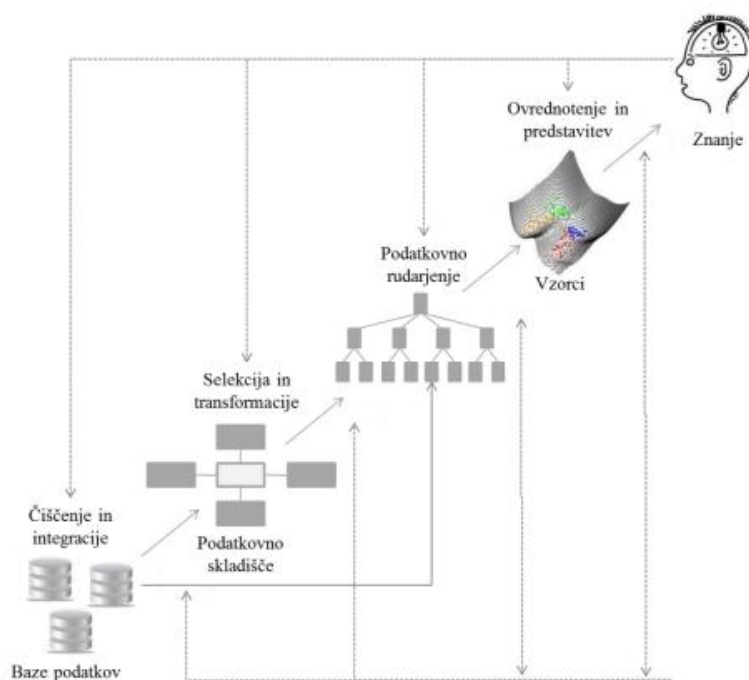 Ovrednotenje in
predstavitev
Znanje
Podatkovno
rudarjenje
Vzorci
Selekcija in
transformacije
Čiščenje in
integracije
Podatkovno
skladišče
Baze podatkov